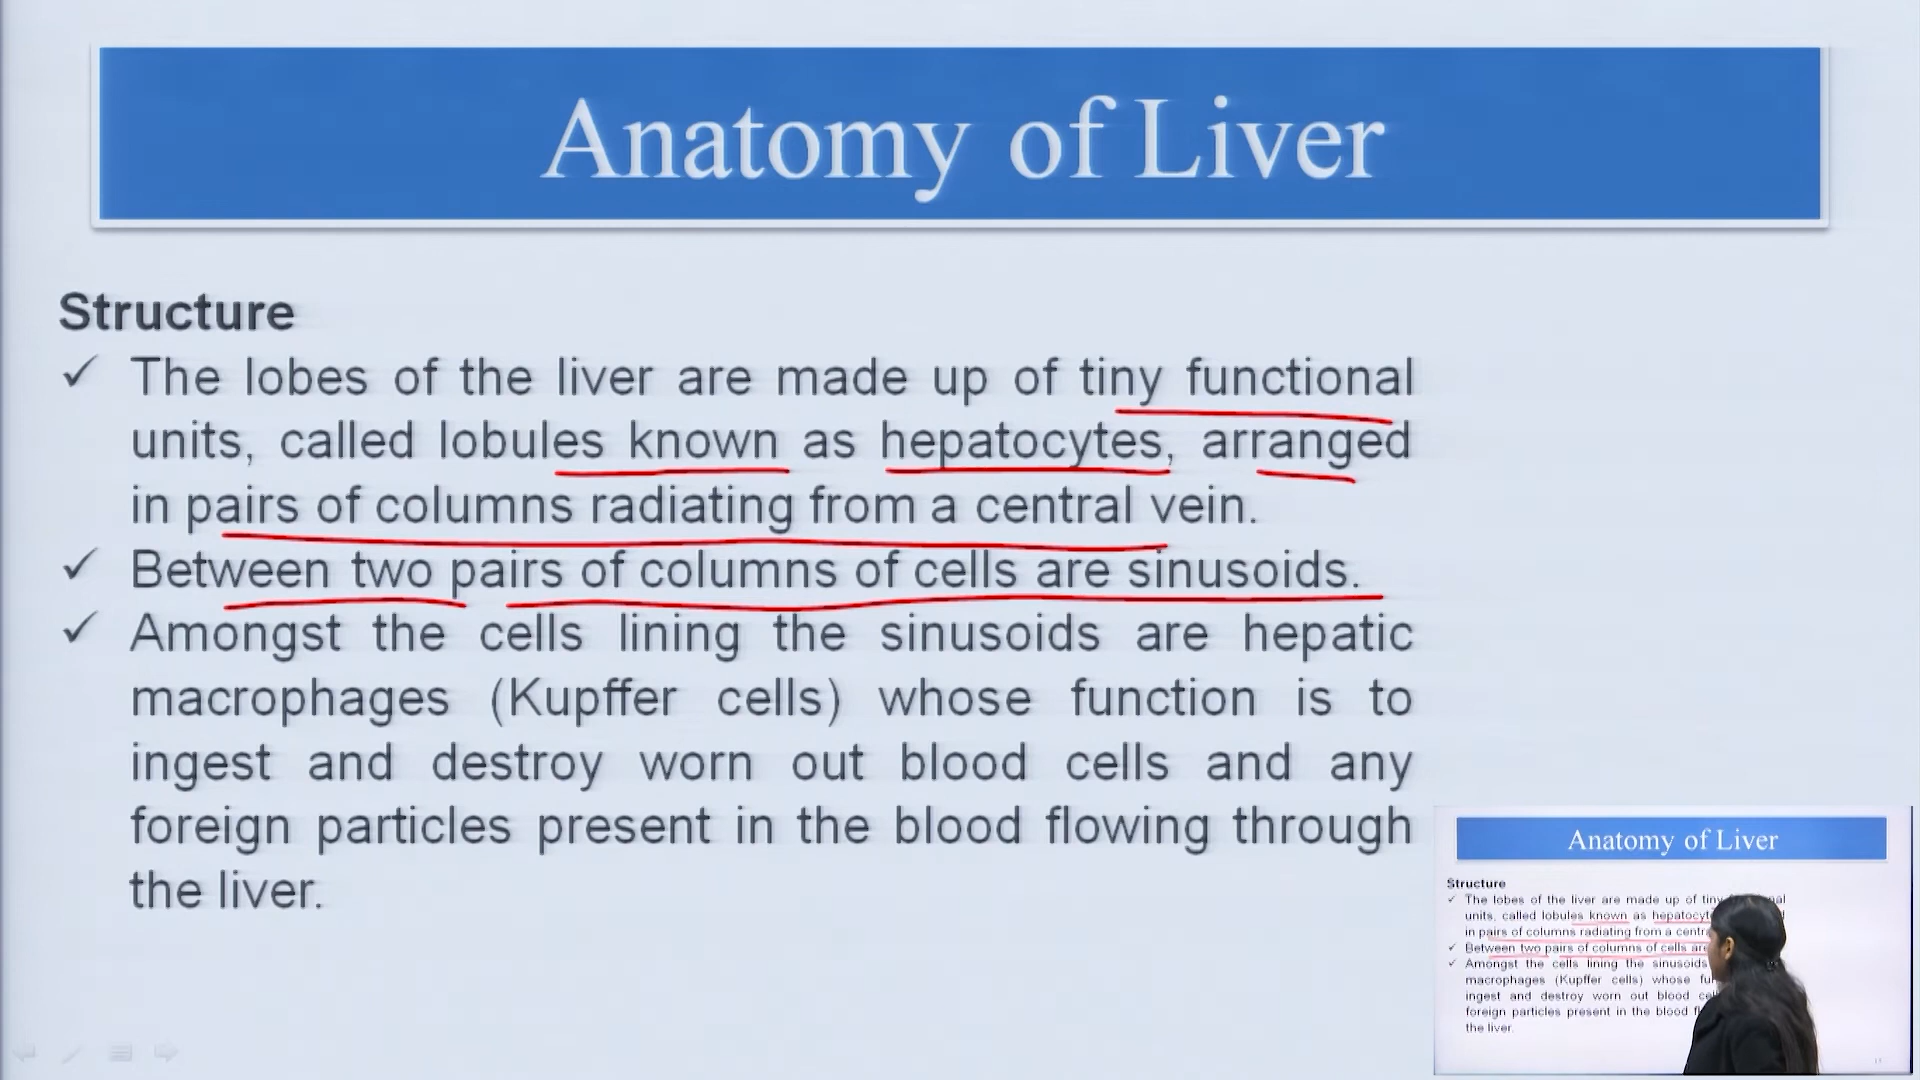 Anatomy of Liver
Structure
✓ The lobes of the liver are made up of tiny functional
units, called lobules known as hepatocytes, arranged
in pairs of columns radiating from a central vein.
✓ Between two pairs of columns of cells are sinusoids.
✓ Amongst the cells lining the sinusoids are hepatic
macrophages (Kupffer cells) whose function is to
ingest and destroy worn out blood cells and any
foreign particles present in the blood flowing through
the liver.
Anatomy of Liver
Structure
✓ The lobes of the liver are made up of tiny
units, called lobules known as
in pairs of columns radiating from a
✓ Between two pairs of columns of cells are
✓ Amongst the cells lining the sinusoids
macrophages (Kupffer cells) whose
ingest and destroy worn out blood
foreign particles present in the blood
the liver.